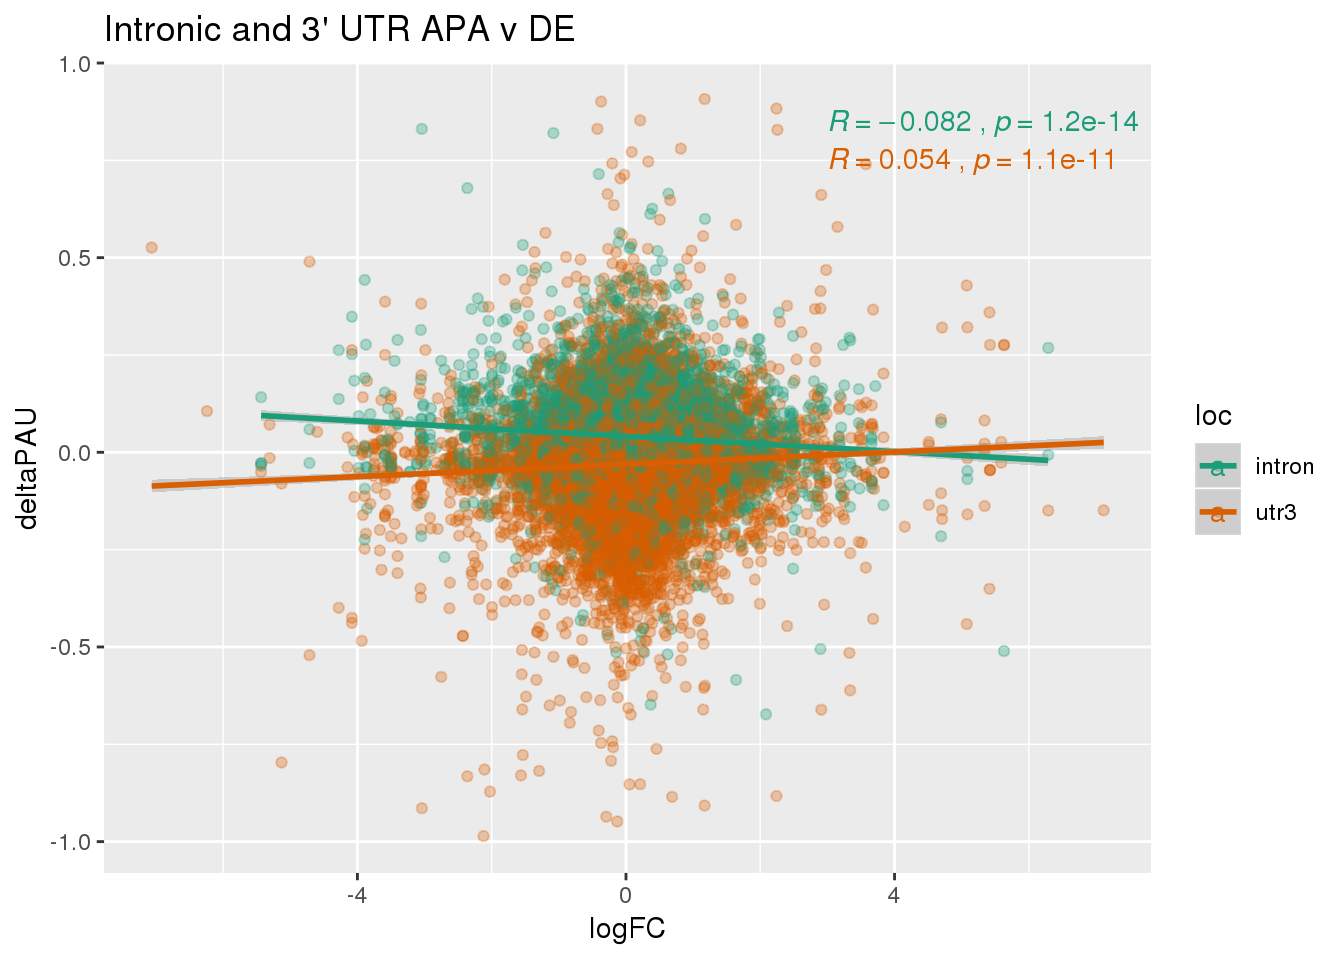 Intronic and 3' UTR APA v DE
R = −0.082 , p = 1.2e-14
R = 0.054 , p = 1.1e-11
1.0
0.5
0.0
-0.5
-1.0
deltaPAU
-4
0
4
logFC
loc
a intron
a utr3